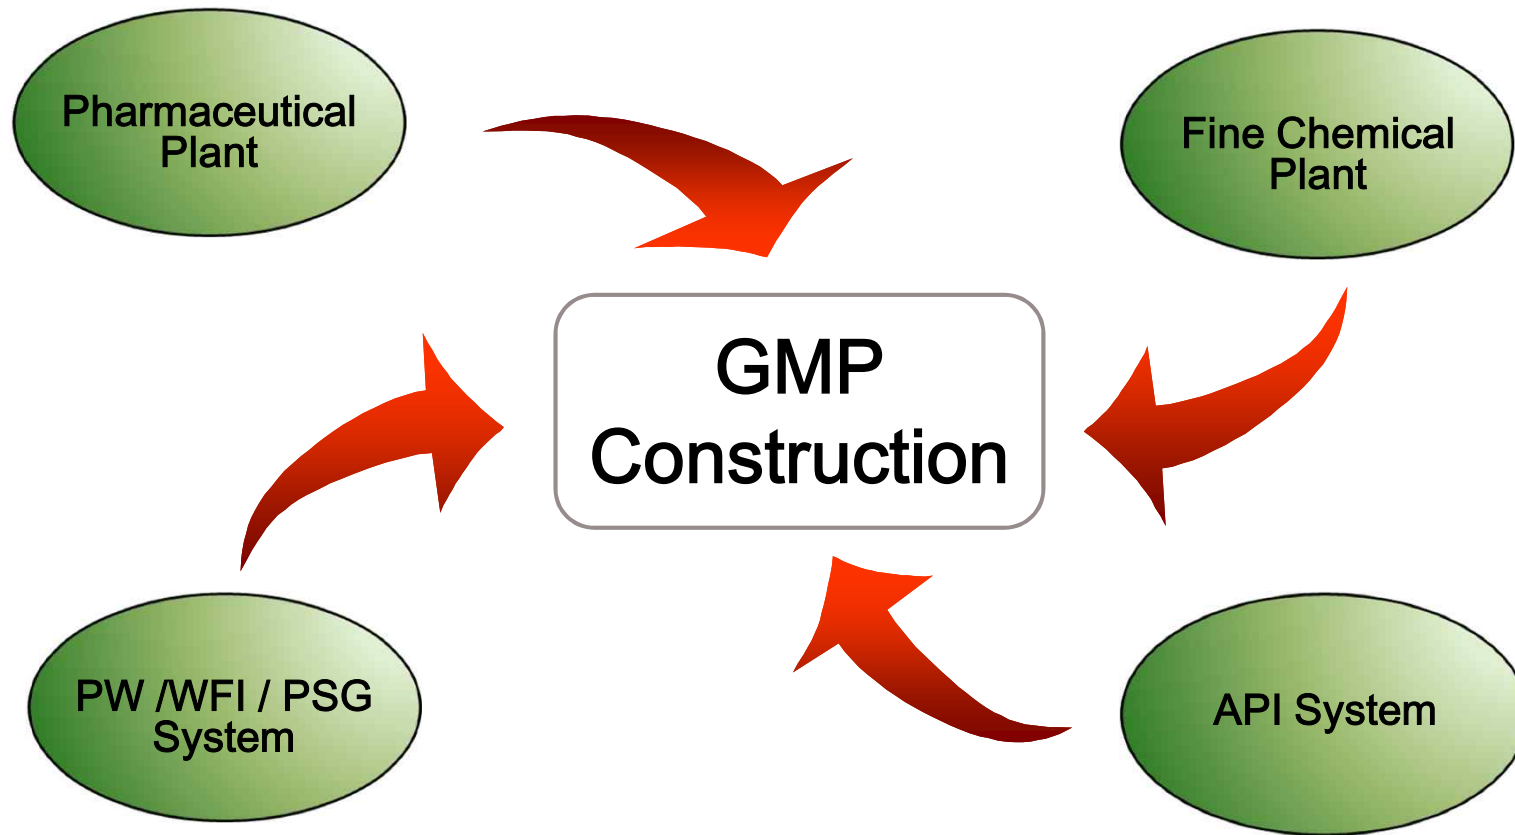 Pharmaceutical
Plant
Fine Chemical
Plant
GMP
Construction
PW /WFI / PSG
System
API System